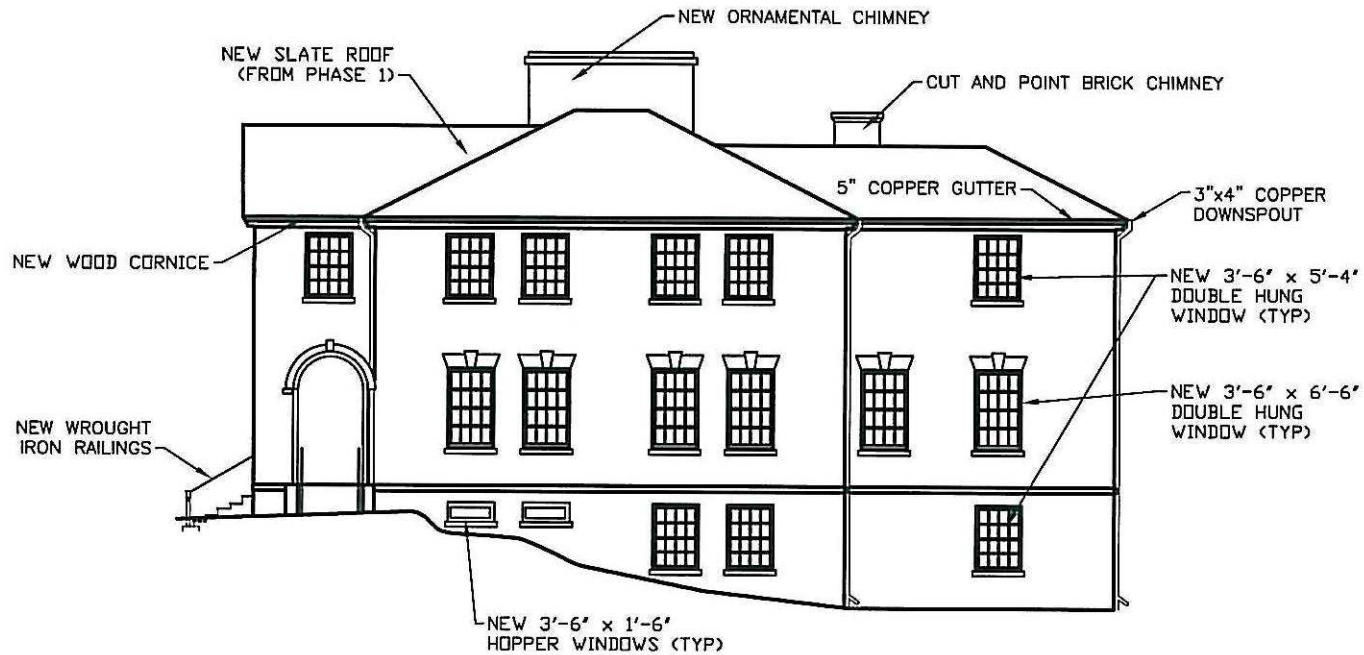 NEW ORNAMENTAL CHIMNEY
NEW SLATE ROOF
(FROM PHASE 1)
CUT AND POINT BRICK CHIMNEY
5" COPPER GUTTER
3"x4" COPPER
DOWNSPOUT
NEW WOOD CORNICE
NEW 3'-6" x 5'-4"
DOUBLE HUNG
WINDOW (TYP)
NEW 3'-6" x 6'-6"
DOUBLE HUNG
WINDOW (TYP)
NEW WROUGHT
IRON RAILINGS
NEW 3'-6" x 1'-6"
HOPPER WINDOWS (TYP)